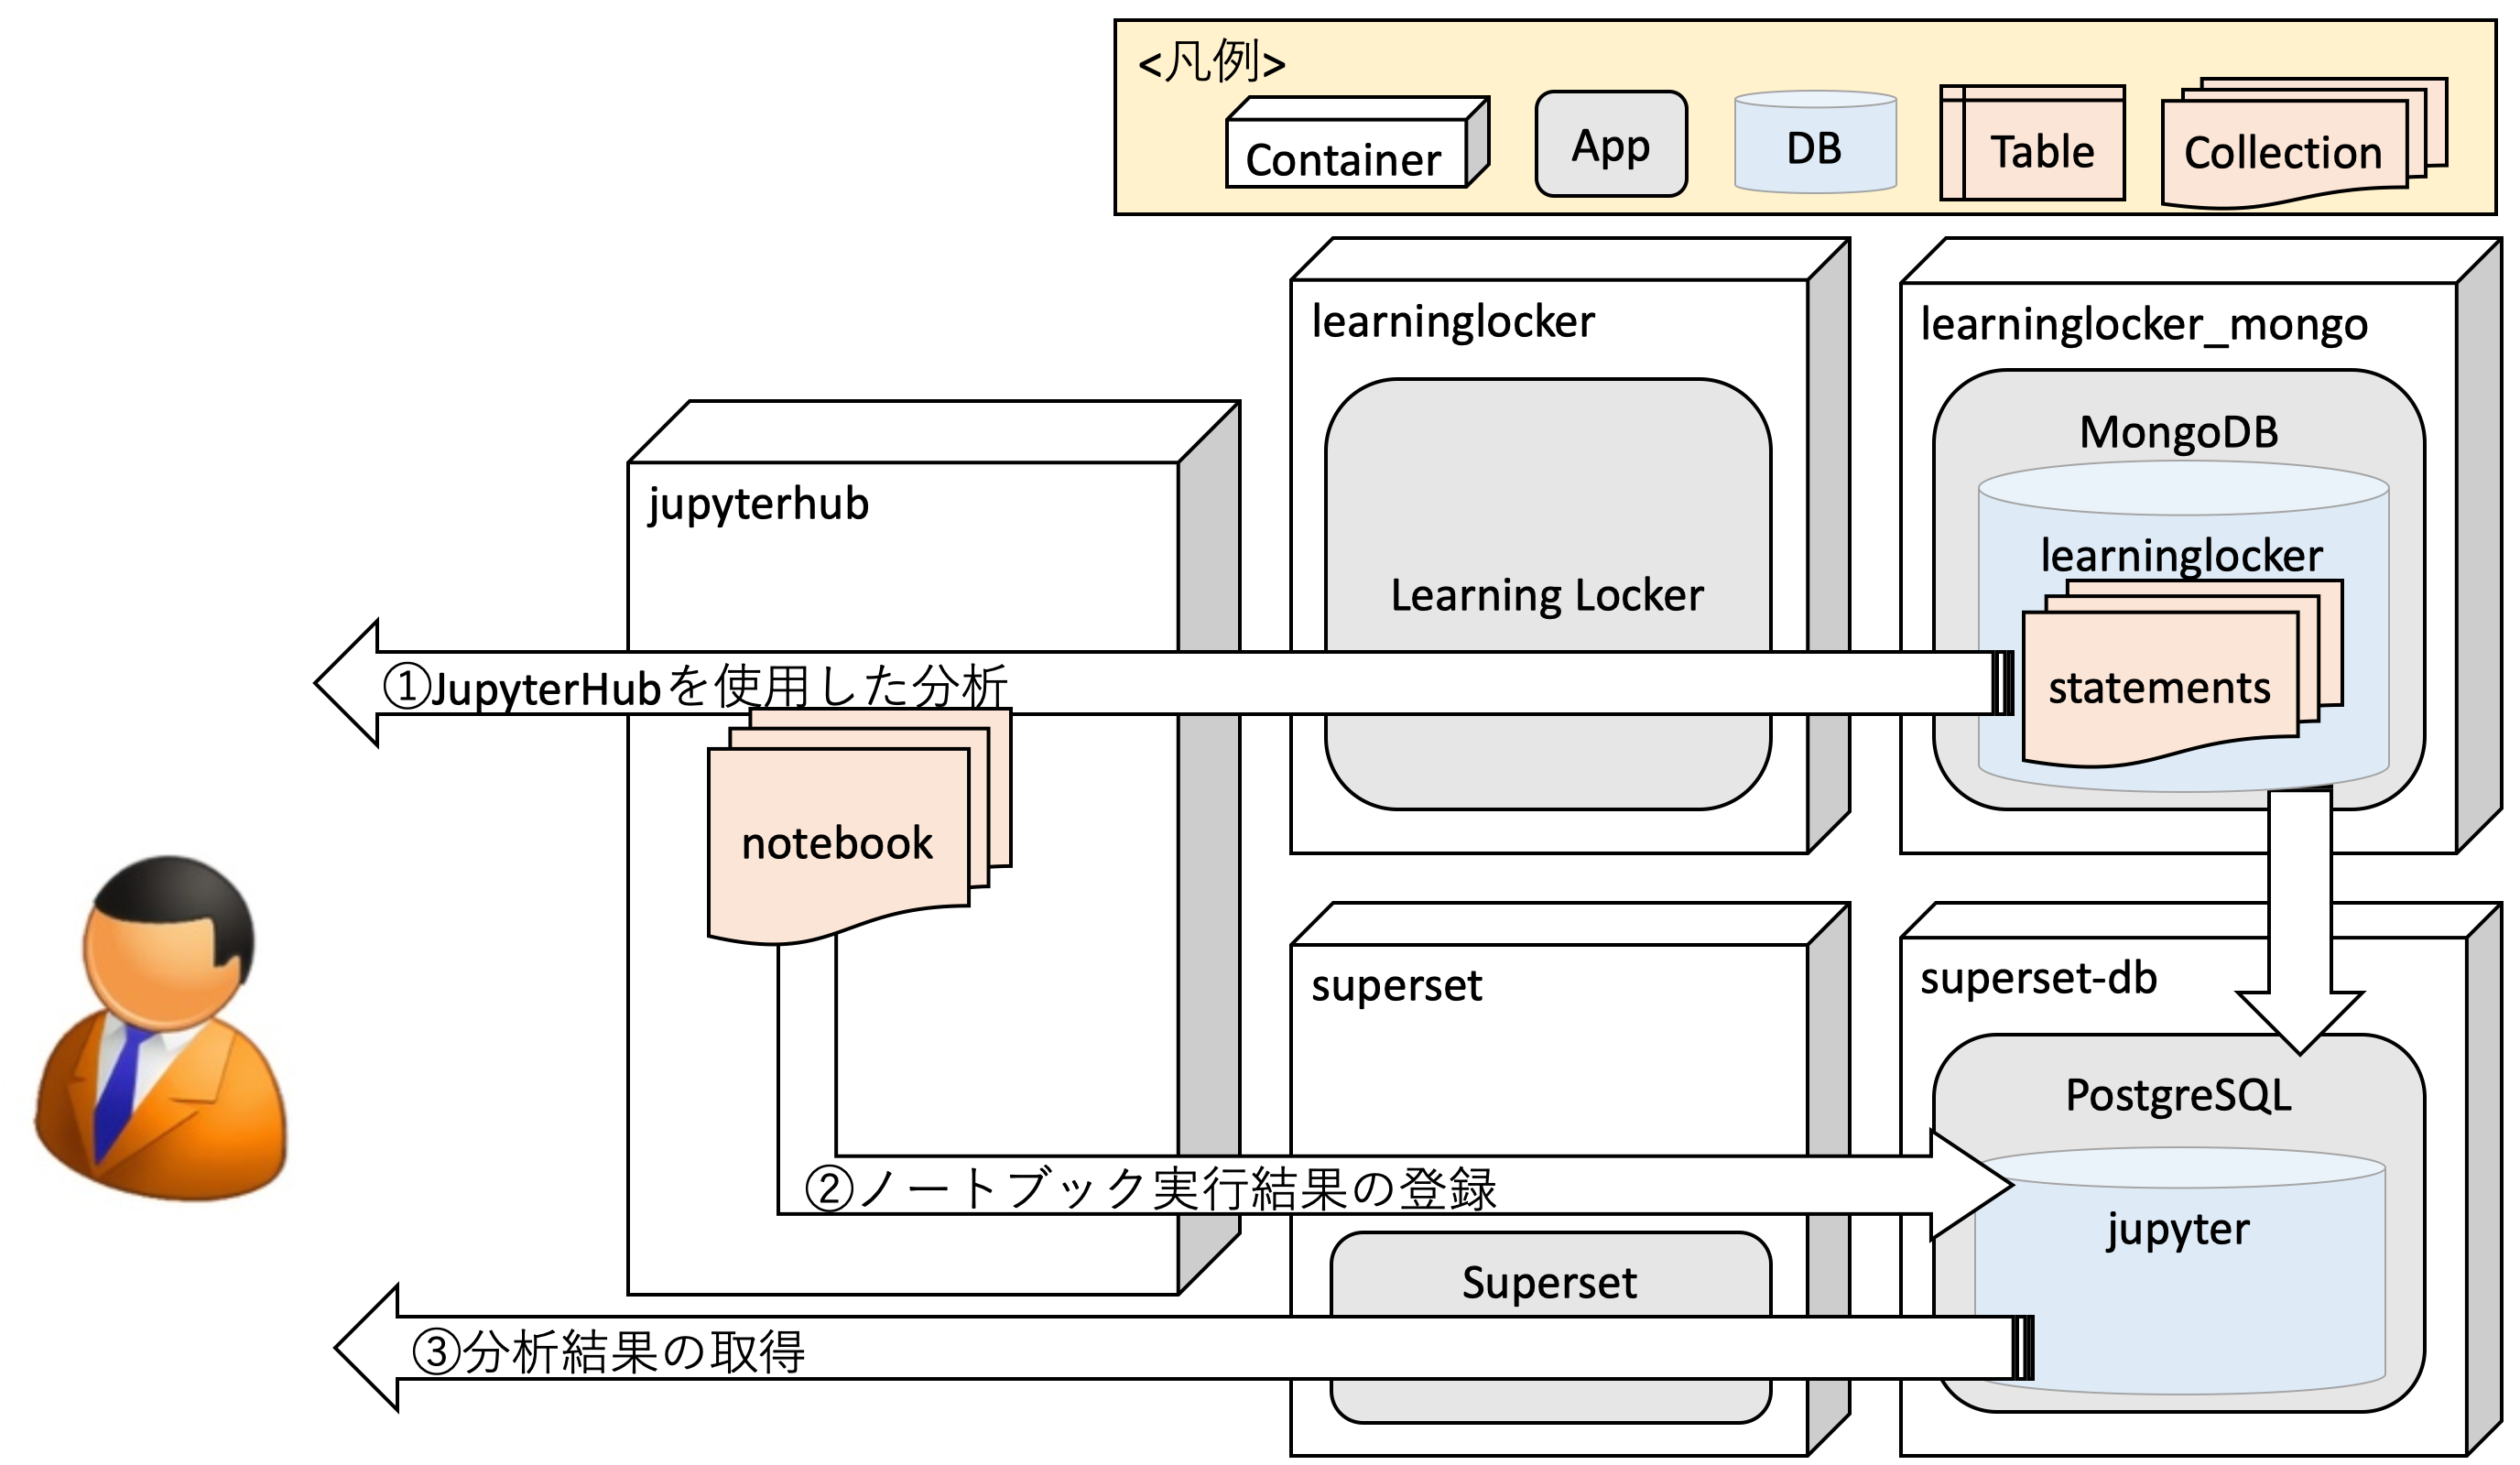 <凡例>
Container
App
DB
Table
Collection
learninglocker
learninglocker_mongo
MongoDB
jupyterhub
learninglocker
Learning Locker
①JupyterHubを使用した分析
statements
notebook
superset
superset-db
PostgreSQL
②ノートブック実行結果の登録
jupyter
Superset
③分析結果の取得